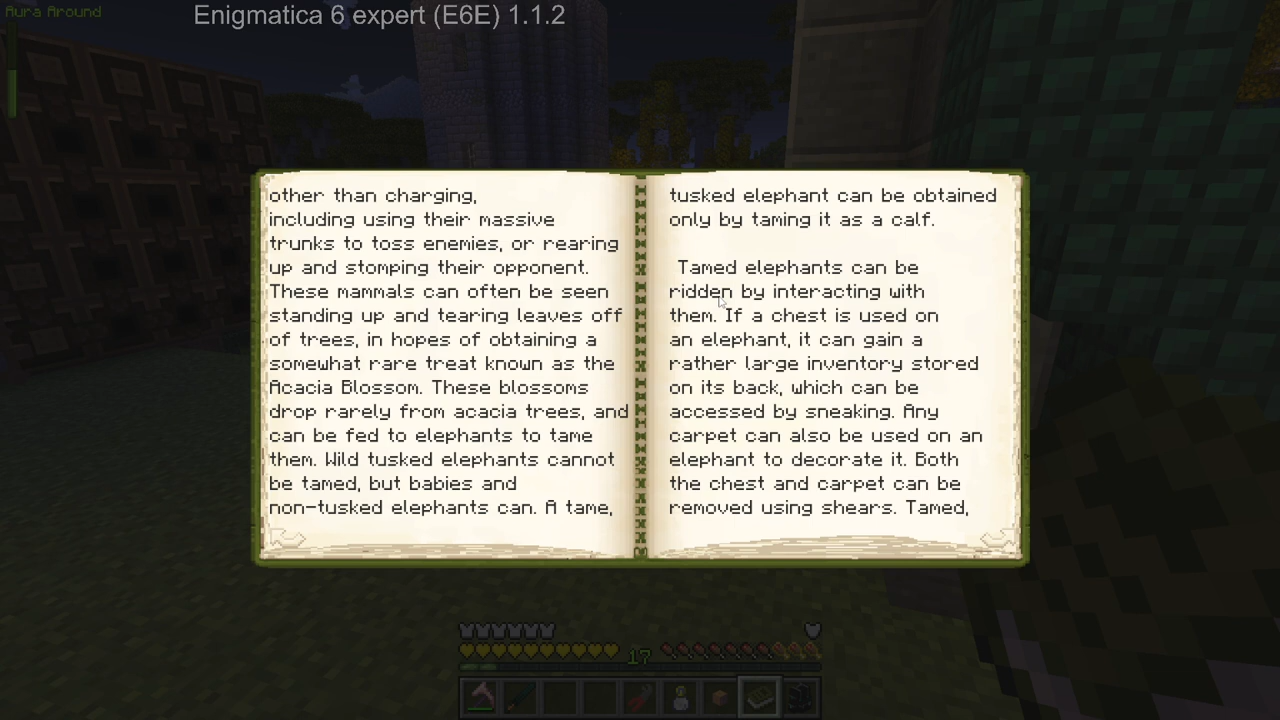 Aura Around
Enigmatica 6 expert (E6E) 1.1.2
other than charging,
including using their massive
trunks to toss enemies, or rearing
up and stomping their opponent.
These mammals can often be seen
standing up and tearing leaves off
of trees, in hopes of obtaining a
somewhat rare treat known as the
Acacia Blossom. These blossoms
drop rarely from acacia trees, and
can be fed to elephants to tame
them. Wild tusked elephants cannot
be tamed, but babies and
non-tusked elephants can. A tame,
tusked elephant can be obtained
only by taming it as a calf.
Tamed elephants can be
ridden by interacting with
them. If a chest is used on
an elephant, it can gain a
rather large inventory stored
on its back, which can be
accessed by sneaking. Any
carpet can also be used on an
elephant to decorate it. Both
the chest and carpet can be
removed using shears. Tamed,
17